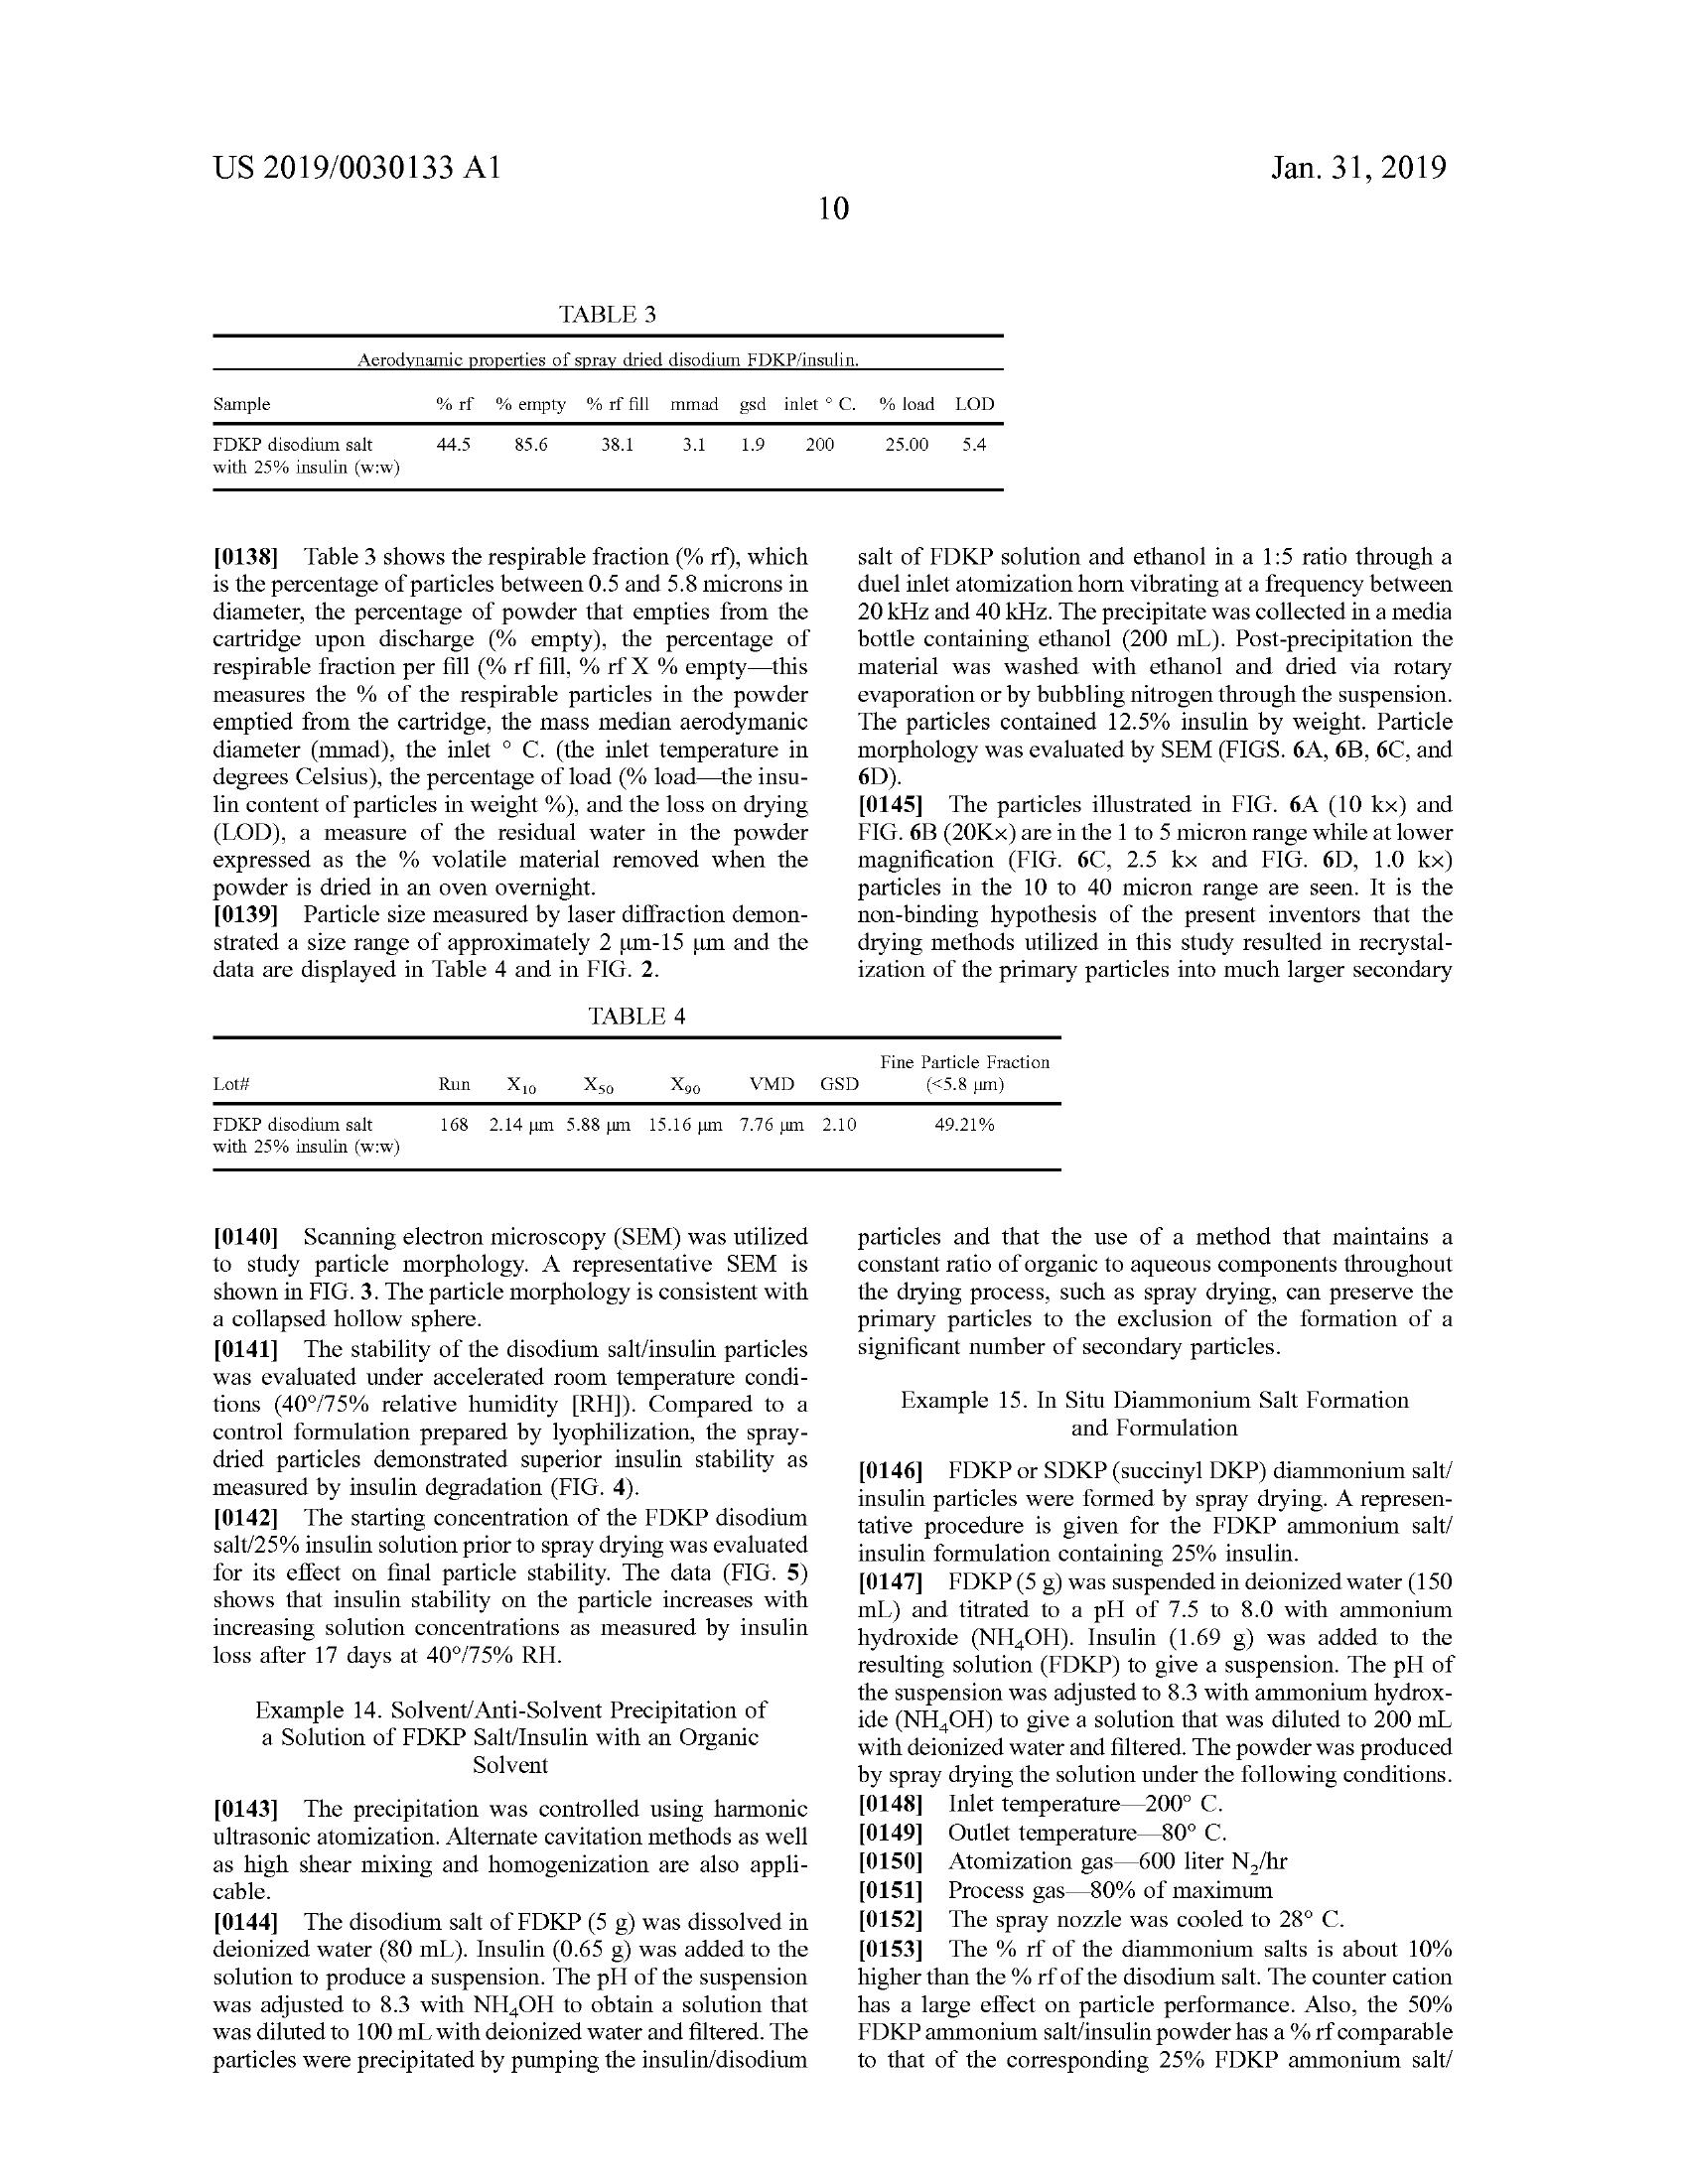 US 2019/0030133 A1
Jan. 31, 2019
10
TABLE 3
Aerodynamic properties of spray dried disodium FDKP/insulin.
Sample % rf % empty % rf fill mmad gsd inlet ° C. % load LOD
FDKP disodium salt 44.5 85.6 38.1 3.1 1.9 200 25.00 5.4
with 25% insulin (w:w)
[0138] Table 3 shows the respirable fraction (% rf), which
is the percentage of particles between 0.5 and 5.8 microns in
diameter, the percentage of powder that empties from the
cartridge upon discharge (% empty), the percentage of
respirable fraction per fill (% rf fill, % rf X % empty—this
measures the % of the respirable particles in the powder
emptied from the cartridge, the mass median aerodymanic
diameter (mmad), the inlet ° C. (the inlet temperature in
degrees Celsius), the percentage of load (% load—the insu-
lin content of particles in weight %), and the loss on drying
(LOD), a measure of the residual water in the powder
expressed as the % volatile material removed when the
powder is dried in an oven overnight.
[0139] Particle size measured by laser diffraction demon-
strated a size range of approximately 2 μm-15 μm and the
data are displayed in Table 4 and in FIG. 2.
salt of FDKP solution and ethanol in a 1:5 ratio through a
duel inlet atomization horn vibrating at a frequency between
20 kHz and 40 kHz. The precipitate was collected in a media
bottle containing ethanol (200 mL). Post-precipitation the
material was washed with ethanol and dried via rotary
evaporation or by bubbling nitrogen through the suspension.
The particles contained 12.5% insulin by weight. Particle
morphology was evaluated by SEM (FIGS. 6A, 6B, 6C, and
6D).
[0145] The particles illustrated in FIG. 6A (10 kx) and
FIG. 6B (20Kx) are in the 1 to 5 micron range while at lower
magnification (FIG. 6C, 2.5 kx and FIG. 6D, 1.0 kx)
particles in the 10 to 40 micron range are seen. It is the
non-binding hypothesis of the present inventors that the
drying methods utilized in this study resulted in recrystal-
ization of the primary particles into much larger secondary
TABLE 4
Fine Particle Fraction
Lot# Run X10 X50 X90 VMD GSD (<5.8 μm)
FDKP disodium salt 168 2.14 μm 5.88 μm 15.16 μm 7.76 μm 2.10 49.21%
with 25% insulin (w:w)
[0140] Scanning electron microscopy (SEM) was utilized
to study particle morphology. A representative SEM is
shown in FIG. 3. The particle morphology is consistent with
a collapsed hollow sphere.
[0141] The stability of the disodium salt/insulin particles
was evaluated under accelerated room temperature condi-
tions (40°/75% relative humidity [RH]). Compared to a
control formulation prepared by lyophilization, the spray-
dried particles demonstrated superior insulin stability as
measured by insulin degradation (FIG. 4).
[0142] The starting concentration of the FDKP disodium
salt/25% insulin solution prior to spray drying was evaluated
for its effect on final particle stability. The data (FIG. 5)
shows that insulin stability on the particle increases with
increasing solution concentrations as measured by insulin
loss after 17 days at 40°/75% RH.
Example 14. Solvent/Anti-Solvent Precipitation of
a Solution of FDKP Salt/Insulin with an Organic
Solvent
[0143] The precipitation was controlled using harmonic
ultrasonic atomization. Alternate cavitation methods as well
as high shear mixing and homogenization are also appli-
cable.
[0144] The disodium salt of FDKP (5 g) was dissolved in
deionized water (80 mL). Insulin (0.65 g) was added to the
solution to produce a suspension. The pH of the suspension
was adjusted to 8.3 with NH4OH to obtain a solution that
was diluted to 100 mL with deionized water and filtered. The
particles were precipitated by pumping the insulin/disodium
particles and that the use of a method that maintains a
constant ratio of organic to aqueous components throughout
the drying process, such as spray drying, can preserve the
primary particles to the exclusion of the formation of a
significant number of secondary particles.
Example 15. In Situ Diammonium Salt Formation
and Formulation
[0146] FDKP or SDKP (succinyl DKP) diammonium salt/
insulin particles were formed by spray drying. A represen-
tative procedure is given for the FDKP ammonium salt/
insulin formulation containing 25% insulin.
[0147] FDKP (5 g) was suspended in deionized water (150
mL) and titrated to a pH of 7.5 to 8.0 with ammonium
hydroxide (NH4OH). Insulin (1.69 g) was added to the
resulting solution (FDKP) to give a suspension. The pH of
the suspension was adjusted to 8.3 with ammonium hydrox-
ide (NH4OH) to give a solution that was diluted to 200 mL
with deionized water and filtered. The powder was produced
by spray drying the solution under the following conditions.
[0148] Inlet temperature—200° C.
[0149] Outlet temperature—80° C.
[0150] Atomization gas—600 liter N2/hr
[0151] Process gas—80% of maximum
[0152] The spray nozzle was cooled to 28° C.
[0153] The % rf of the diammonium salts is about 10%
higher than the % rf of the disodium salt. The counter cation
has a large effect on particle performance. Also, the 50%
FDKP ammonium salt/insulin powder has a % rf comparable
to that of the corresponding 25% FDKP ammonium salt/